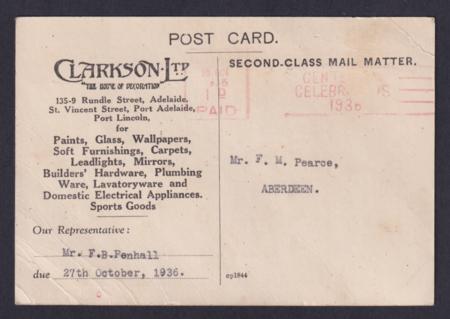 POST CARD.
CLARKSON LTD
"THE HOUSE OF DECORATION"
135-9 Rundle Street, Adelaide.
St. Vincent Street, Port Adelaide,
Port Lincoln,
for
Paints, Glass, Wallpapers,
Soft Furnishings, Carpets,
Leadlights, Mirrors,
Builders' Hardware, Plumbing
Ware, Lavatoryware and
Domestic Electrical Appliances.
Sports Goods
Our Representative:
Mr. F.B.Penhall
due 27th October, 1936.
SECOND-CLASS MAIL MATTER.
PAID
1936
Mr. F. M. Pearce,
ABERDEEN.
cp1844